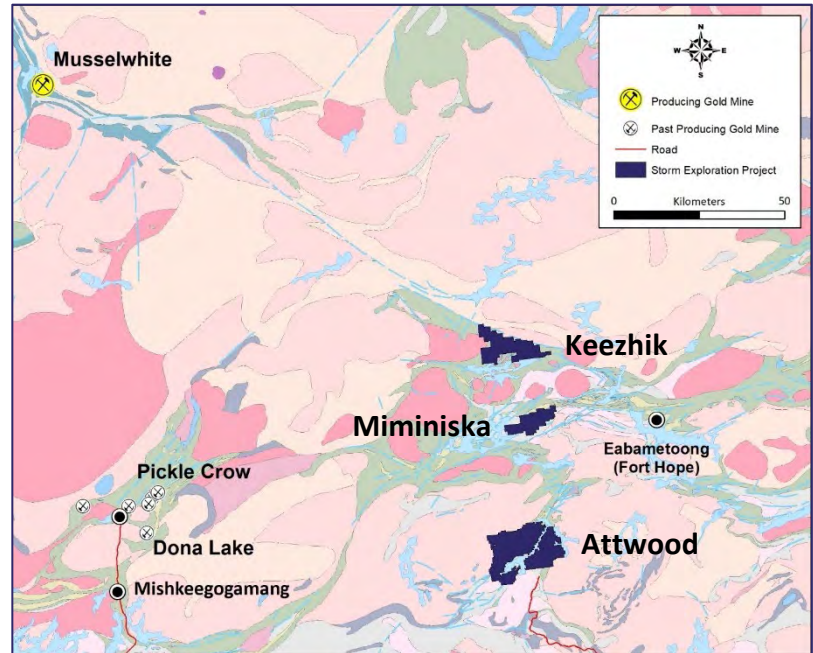 Musselwhite
N
W E
S
Producing Gold Mine
Past Producing Gold Mine
Road
Storm Exploration Project
Kilometers
0 50
Keezhik
Miminiska
Eabametoong
(Fort Hope)
Pickle Crow
Dona Lake
Attwood
Mishkeegogamang